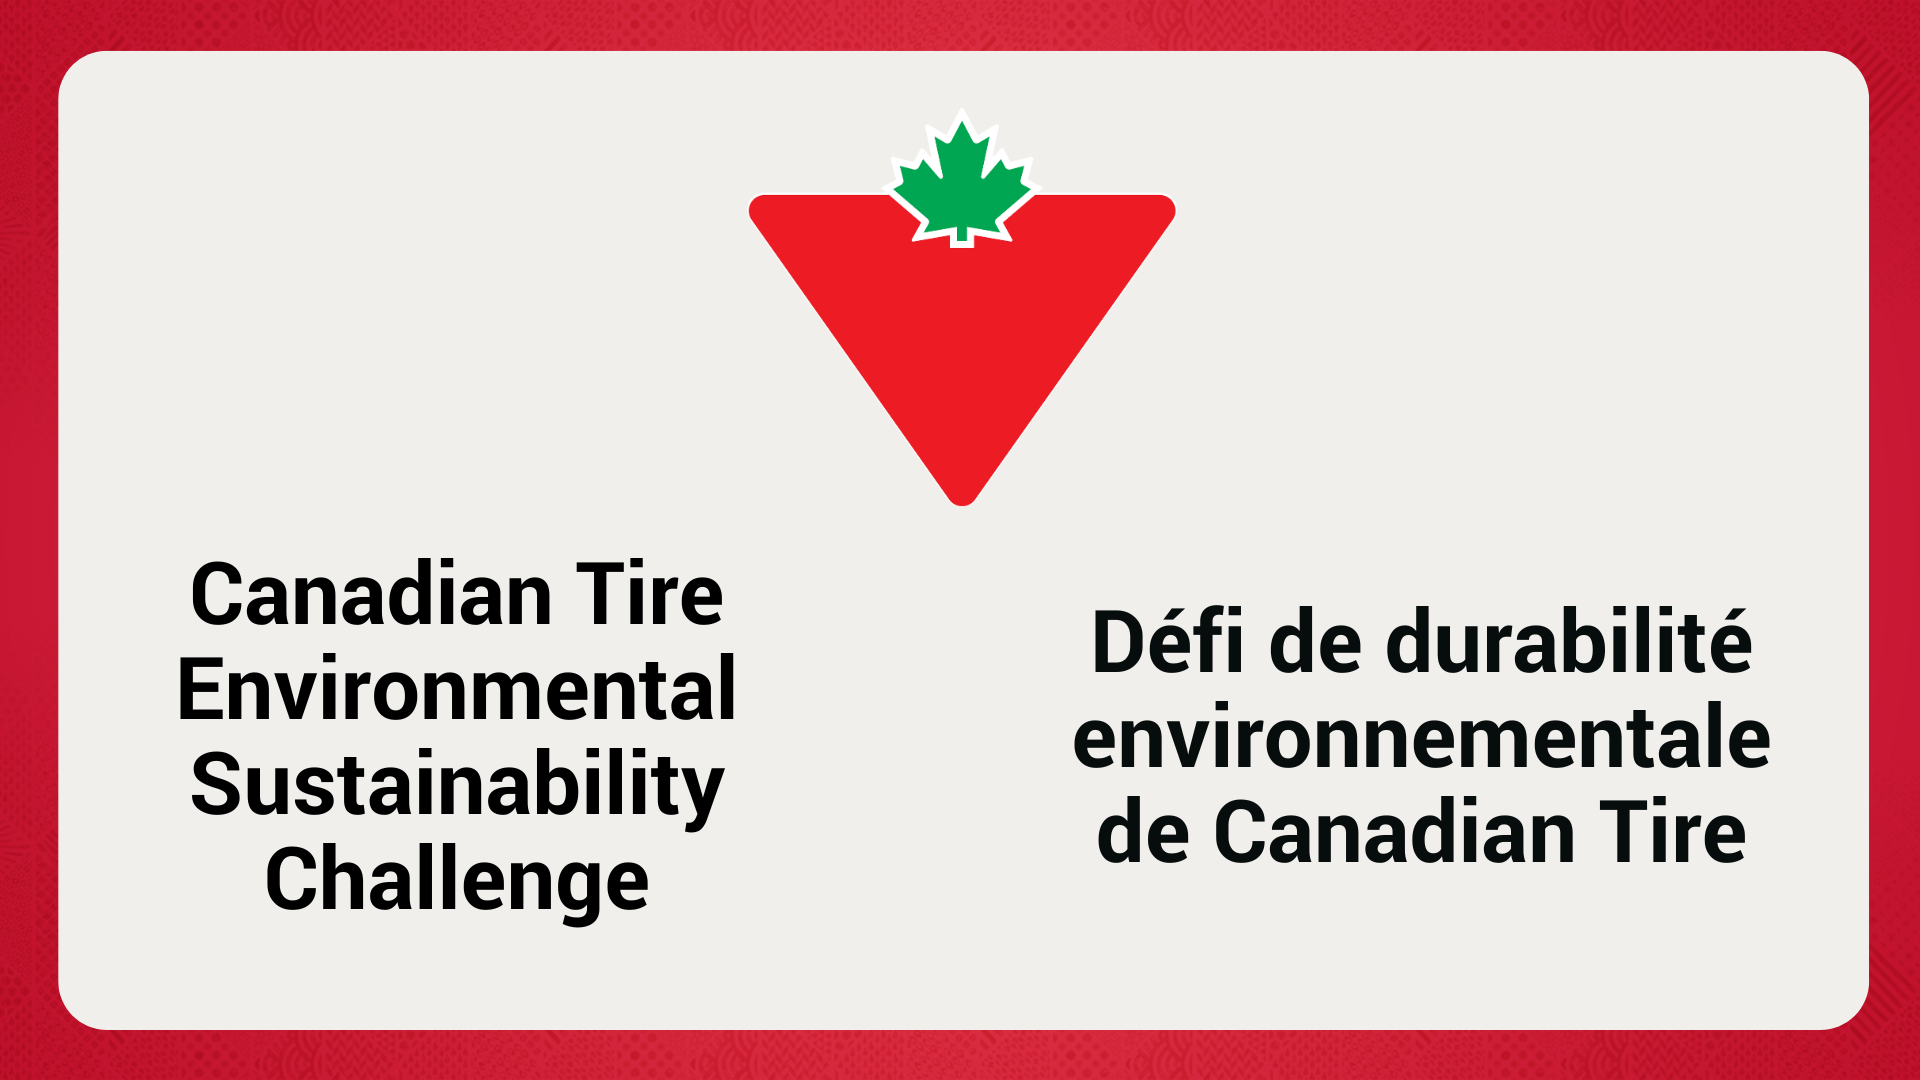 Canadian Tire
Environmental
Sustainability
Challenge
Défi de durabilité
environnementale
de Canadian Tire